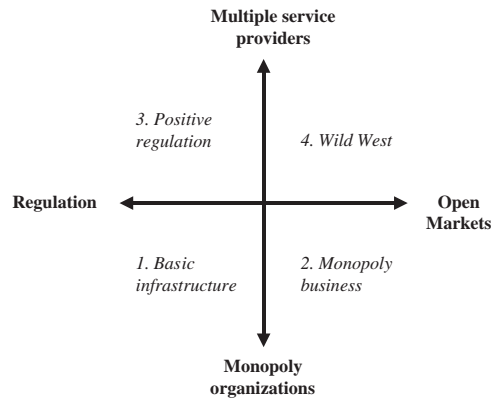 Multiple service
providers
3. Positive
regulation
4. Wild West
Regulation
Open
Markets
1. Basic
infrastructure
2. Monopoly
business
Monopoly
organizations